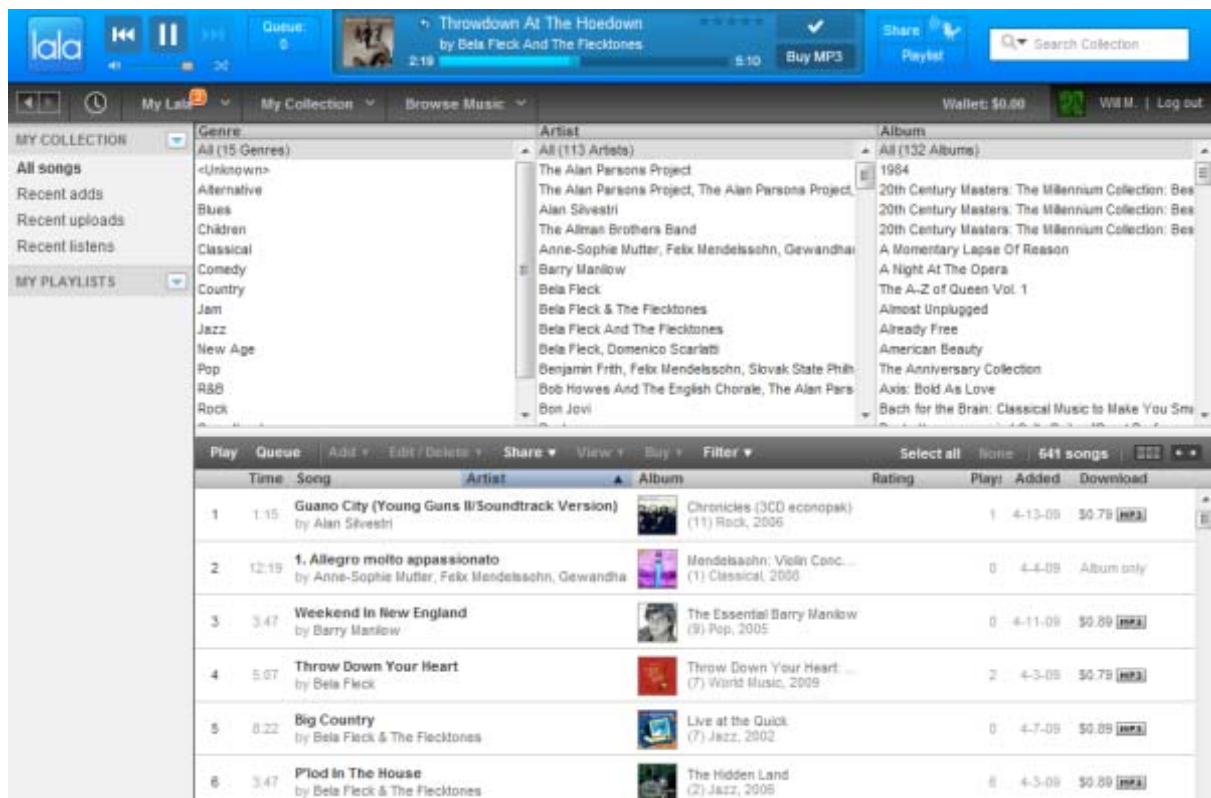 lala
Queue:
0
Throwdown At The Hoedown
by Bela Fleck And The Flecktones
2:19
5:10
Buy MP3
Share
Playlist
Search Collection
My Lala
2
My Collection
Browse Music
Wallet: $0.00
Will M. | Log out
MY COLLECTION
All songs
Recent adds
Recent uploads
Recent listens
MY PLAYLISTS
Genre
All (15 Genres)
<Unknown>
Alternative
Blues
Children
Classical
Comedy
Country
Jam
Jazz
New Age
Pop
R&B
Rock
Artist
All (113 Artists)
The Alan Parsons Project
The Alan Parsons Project, The Alan Parsons Project,
Alan Silvestri
The Allman Brothers Band
Anne-Sophie Mutter, Felix Mendelssohn, Gewandhau
Barry Manilow
Bela Fleck
Bela Fleck & The Flecktones
Bela Fleck And The Flecktones
Bela Fleck, Domenico Scarlatti
Benjamin Frith, Felix Mendelssohn, Slovak State Philh
Bob Howes And The English Chorale, The Alan Pars
Bon Jovi
Album
All (132 Albums)
1984
20th Century Masters: The Millennium Collection: Bes
20th Century Masters: The Millennium Collection: Bes
20th Century Masters: The Millennium Collection: Bes
A Momentary Lapse Of Reason
A Night At The Opera
The A-Z of Queen Vol. 1
Almost Unplugged
Already Free
American Beauty
The Anniversary Collection
Axis: Bold As Love
Bach for the Brain: Classical Music to Make You Sma
Play Queue Add Edit / Delete Share View Buy Filter Select all None 641 songs
Time Song Artist Album Rating Plays Added Download
1 1:15 Guano City (Young Guns II/Soundtrack Version) Chronicles (3CD econopak) 1 4-13-09 $0.79 MP3
by Alan Silvestri (11) Rock, 2006
2 12:19 1. Allegro molto appassionato Mendelssohn: Violin Conc... 0 4-4-09 Album only
by Anne-Sophie Mutter, Felix Mendelssohn, Gewandha (1) Classical, 2008
3 3:47 Weekend In New England The Essential Barry Manilow 0 4-11-09 $0.89 MP3
by Barry Manilow (9) Pop, 2005
4 5:07 Throw Down Your Heart Throw Down Your Heart: ... 2 4-3-09 $0.79 MP3
by Bela Fleck (7) World Music, 2009
5 8:22 Big Country Live at the Quick 0 4-7-09 $0.89 MP3
by Bela Fleck & The Flecktones (7) Jazz, 2002
6 3:47 P'lod In The House The Hidden Land 6 4-3-09 $0.89 MP3
by Bela Fleck & The Flecktones (2) Jazz, 2006